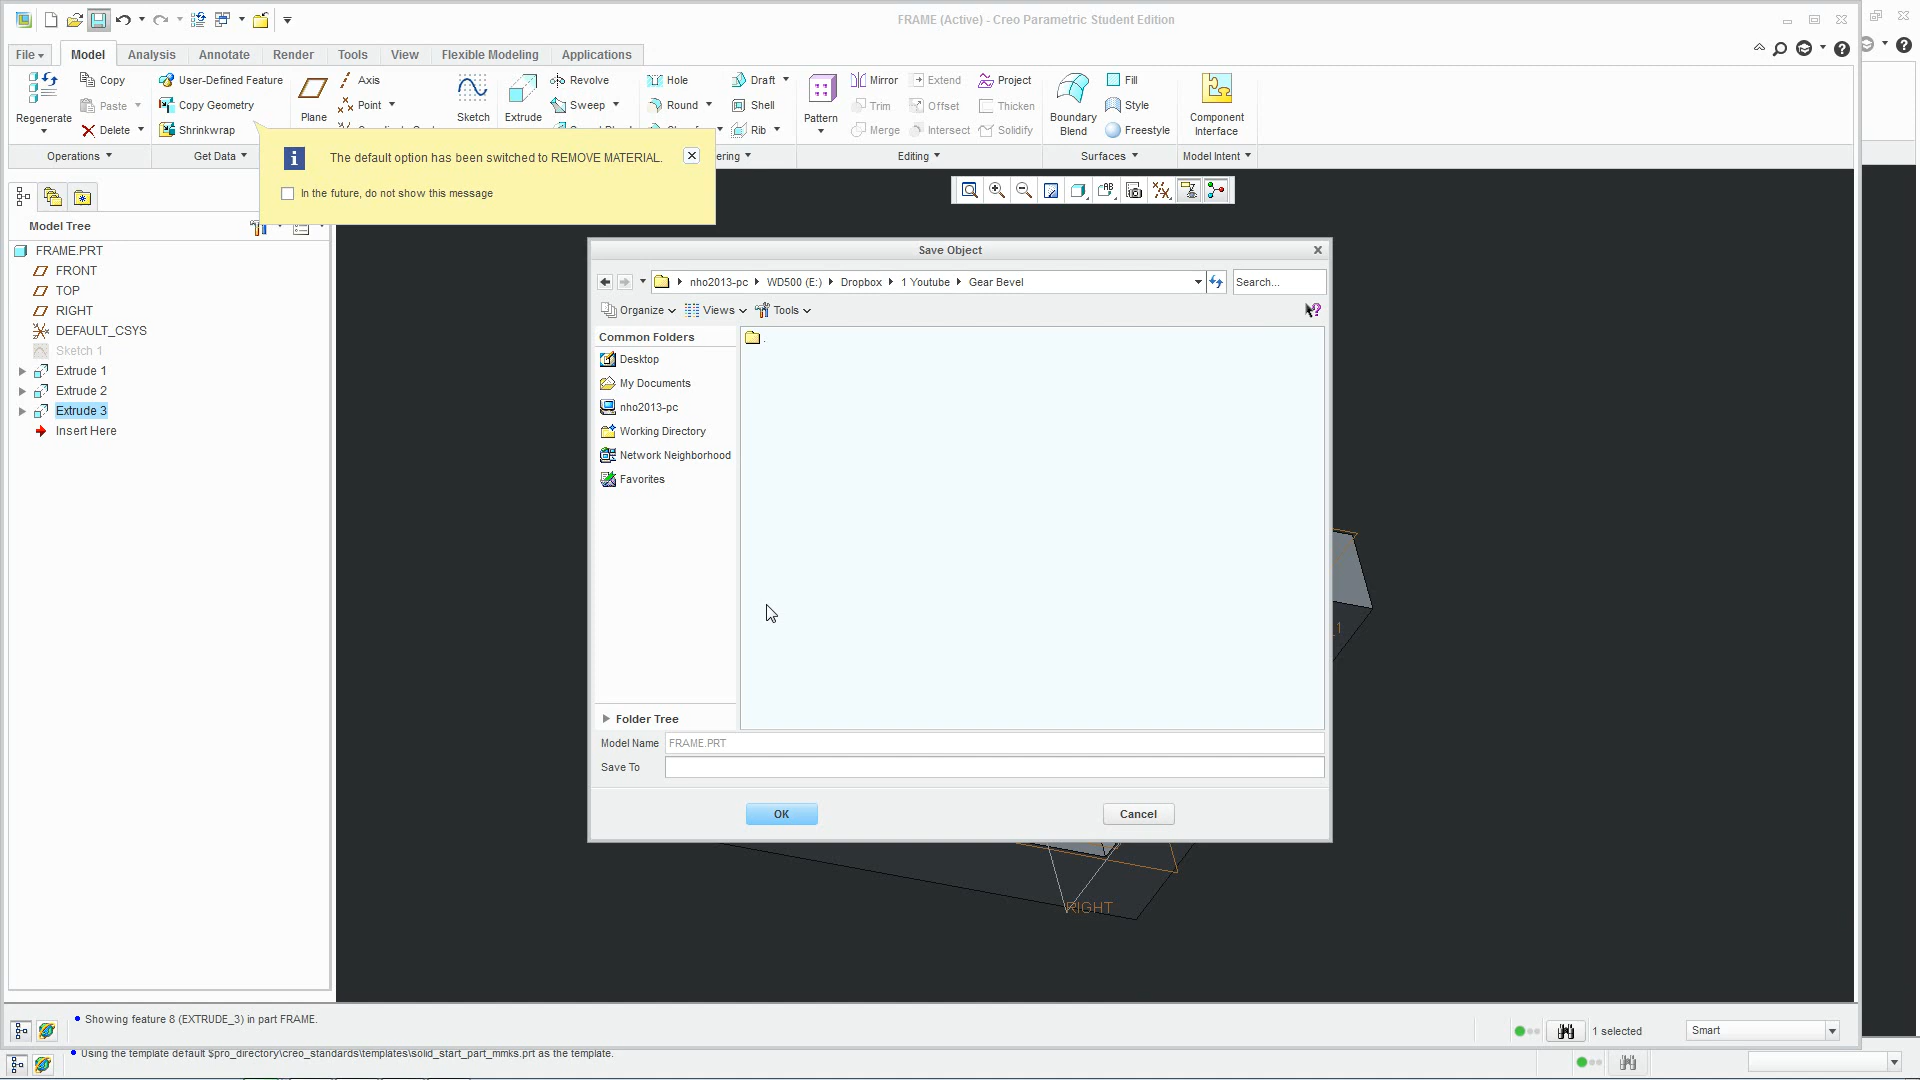 FRAME (Active) - Creo Parametric Student Edition
File
Model
Analysis
Annotate
Render
Tools
View
Flexible Modeling
Applications
Regenerate
Copy
Paste
Delete
User-Defined Feature
Copy Geometry
Shrinkwrap
Plane
Axis
Point
Sketch
Extrude
Revolve
Sweep
Hole
Round
Draft
Shell
Rib
Pattern
Mirror
Extend
Project
Trim
Offset
Thicken
Merge
Intersect
Solidify
Boundary
Blend
Fill
Style
Freestyle
Component
Interface
Operations
Get Data
Editing
Surfaces
Model Intent
The default option has been switched to REMOVE MATERIAL.
In the future, do not show this message
Model Tree
FRAME.PRT
FRONT
TOP
RIGHT
DEFAULT_CSYS
Sketch 1
Extrude 1
Extrude 2
Extrude 3
Insert Here
Save Object
nho2013-pc
WD500 (E:)
Dropbox
1 Youtube
Gear Bevel
Search...
Organize
Views
Tools
Common Folders
.
Desktop
My Documents
nho2013-pc
Working Directory
Network Neighborhood
Favorites
Folder Tree
Model Name
FRAME.PRT
Save To
OK
Cancel
RIGHT
Showing feature 8 (EXTRUDE_3) in part FRAME.
1 selected
Smart
Using the template default $pro_directory\creo_standards\templates\solid_start_part_mmks.prt as the template.